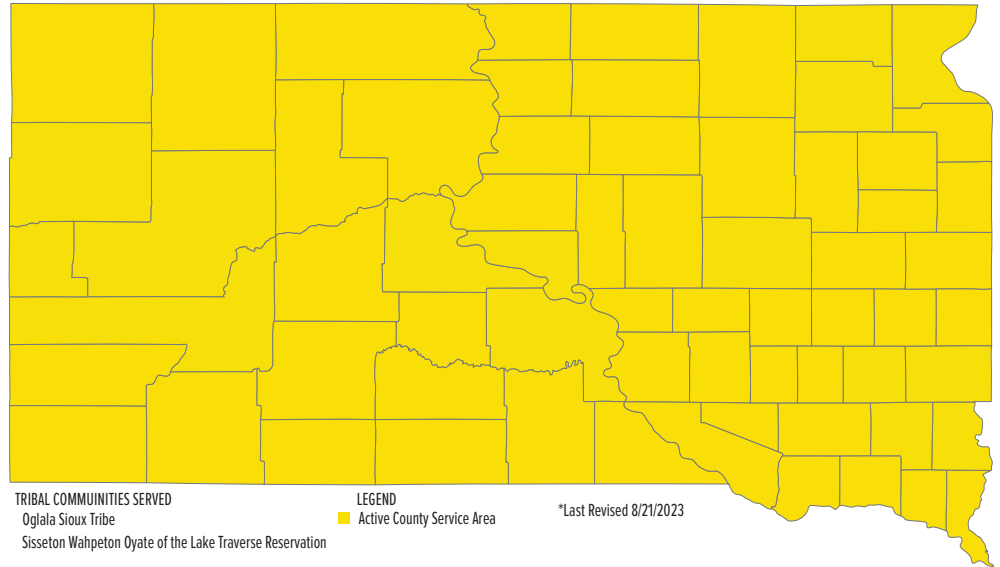 TRIBAL COMMUINITIES SERVED
Oglala Sioux Tribe
Sisseton Wahpeton Oyate of the Lake Traverse Reservation
LEGEND
Active County Service Area
*Last Revised 8/21/2023